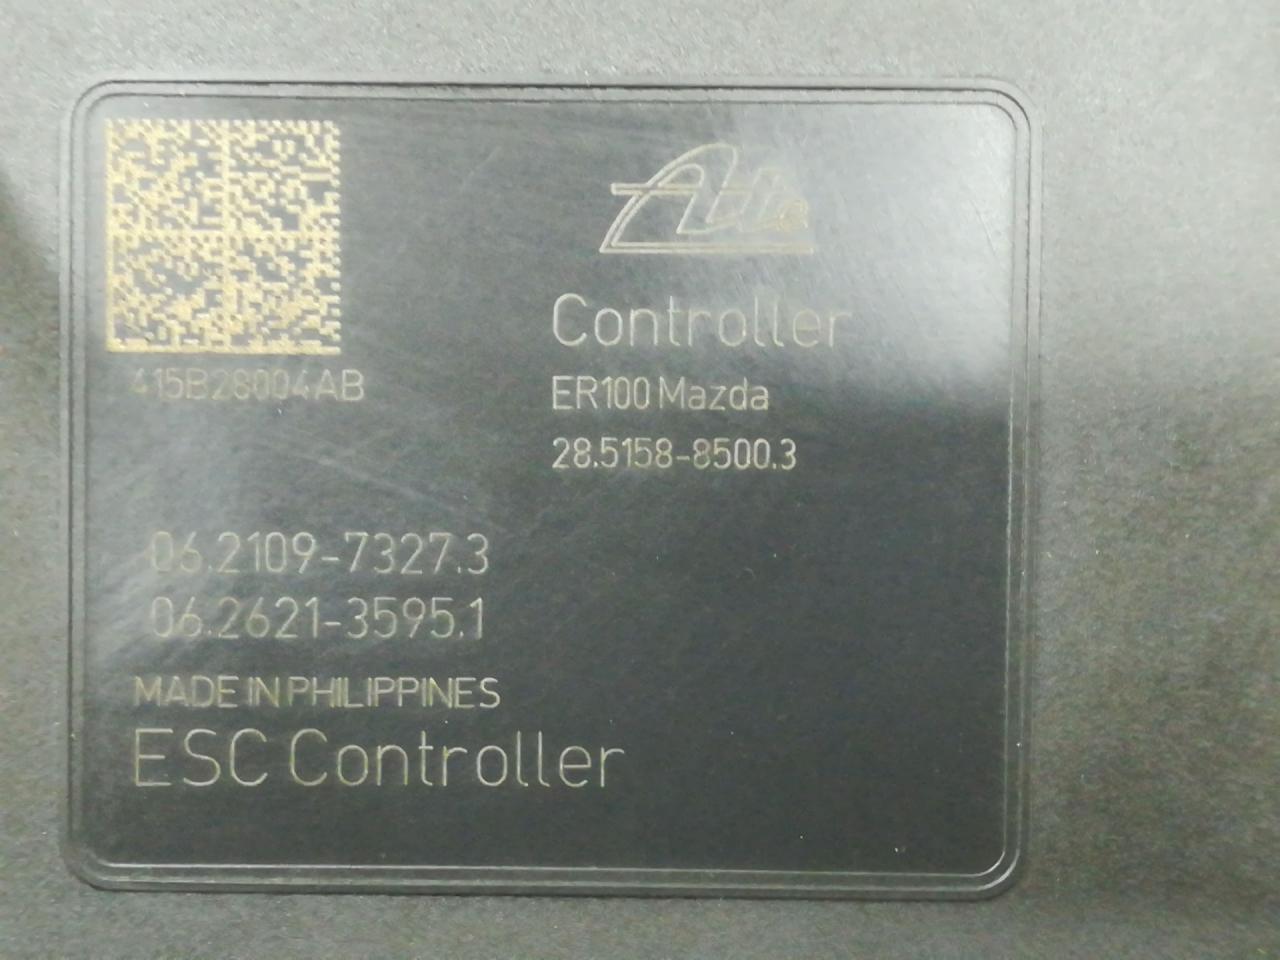 Ate
Controller
415B28004AB
ER100 Mazda
28.5158-8500.3
06.2109-7327.3
06.2621-3595.1
MADE IN PHILIPPINES
ESC Controller